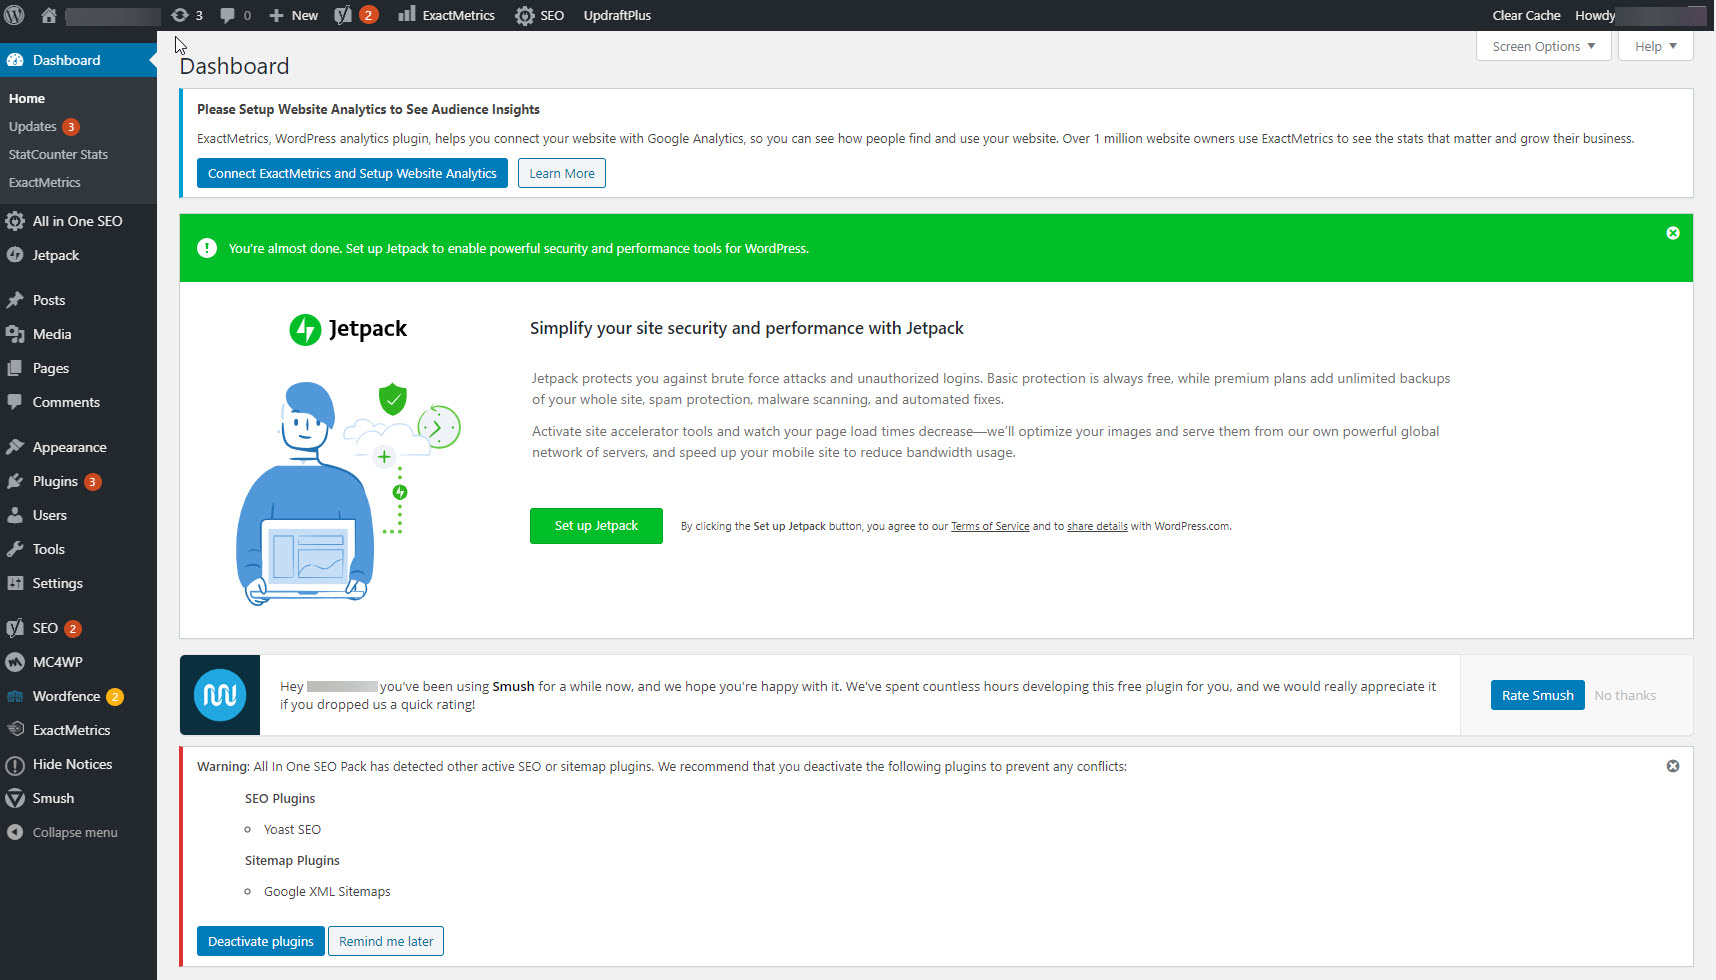 3
0
New
2
ExactMetrics
SEO
UpdraftPlus
Clear Cache
Howdy
Screen Options
Help
Dashboard
Home
Updates 3
StatCounter Stats
ExactMetrics
All in One SEO
Jetpack
Posts
Media
Pages
Comments
Appearance
Plugins 3
Users
Tools
Settings
SEO 2
MC4WP
Wordfence 2
ExactMetrics
Hide Notices
Smush
Collapse menu
Dashboard
Please Setup Website Analytics to See Audience Insights
ExactMetrics, WordPress analytics plugin, helps you connect your website with Google Analytics, so you can see how people find and use your website. Over 1 million website owners use ExactMetrics to see the stats that matter and grow their business.
Connect ExactMetrics and Setup Website Analytics
Learn More
You're almost done. Set up Jetpack to enable powerful security and performance tools for WordPress.
Jetpack
Simplify your site security and performance with Jetpack
Jetpack protects you against brute force attacks and unauthorized logins. Basic protection is always free, while premium plans add unlimited backups
of your whole site, spam protection, malware scanning, and automated fixes.
Activate site accelerator tools and watch your page load times decrease—we'll optimize your images and serve them from our own powerful global
network of servers, and speed up your mobile site to reduce bandwidth usage.
Set up Jetpack
By clicking the Set up Jetpack button, you agree to our Terms of Service and to share details with WordPress.com.
Hey you've been using Smush for a while now, and we hope you're happy with it. We've spent countless hours developing this free plugin for you, and we would really appreciate it
if you dropped us a quick rating!
Rate Smush
No thanks
Warning: All In One SEO Pack has detected other active SEO or sitemap plugins. We recommend that you deactivate the following plugins to prevent any conflicts:
SEO Plugins
Yoast SEO
Sitemap Plugins
Google XML Sitemaps
Deactivate plugins
Remind me later